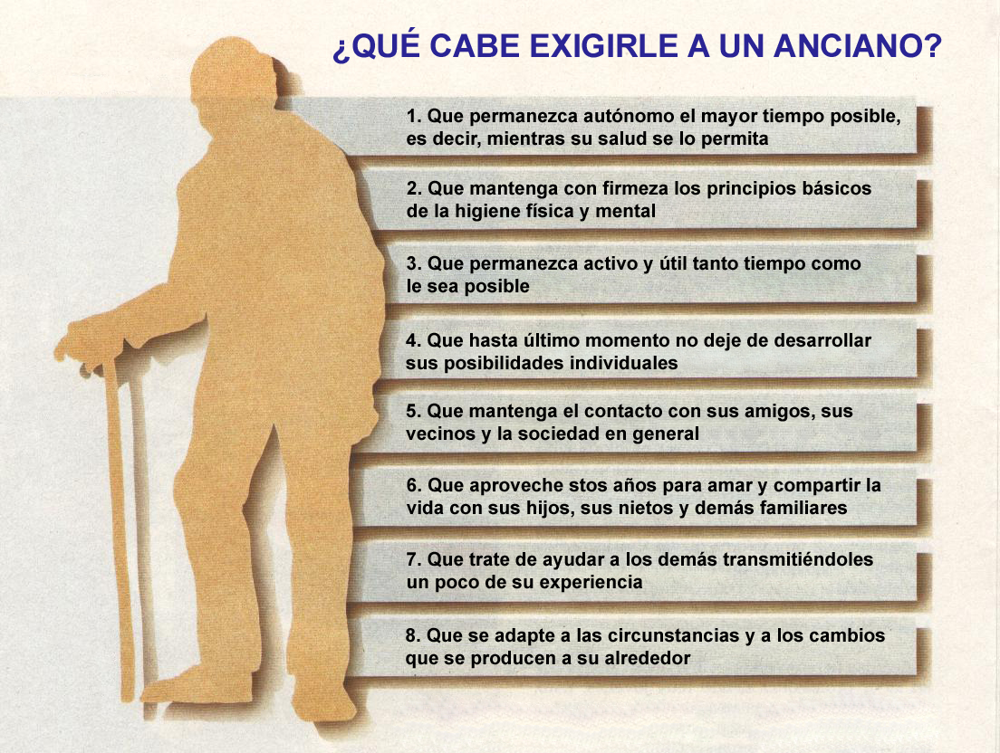 ¿QUÉ CABE EXIGIRLE A UN ANCIANO?
1. Que permanezca autónomo el mayor tiempo posible,
es decir, mientras su salud se lo permita
2. Que mantenga con firmeza los principios básicos
de la higiene física y mental
3. Que permanezca activo y útil tanto tiempo como
le sea posible
4. Que hasta último momento no deje de desarrollar
sus posibilidades individuales
5. Que mantenga el contacto con sus amigos, sus
vecinos y la sociedad en general
6. Que aproveche stos años para amar y compartir la
vida con sus hijos, sus nietos y demás familiares
7. Que trate de ayudar a los demás transmitiéndoles
un poco de su experiencia
8. Que se adapte a las circunstancias y a los cambios
que se producen a su alrededor